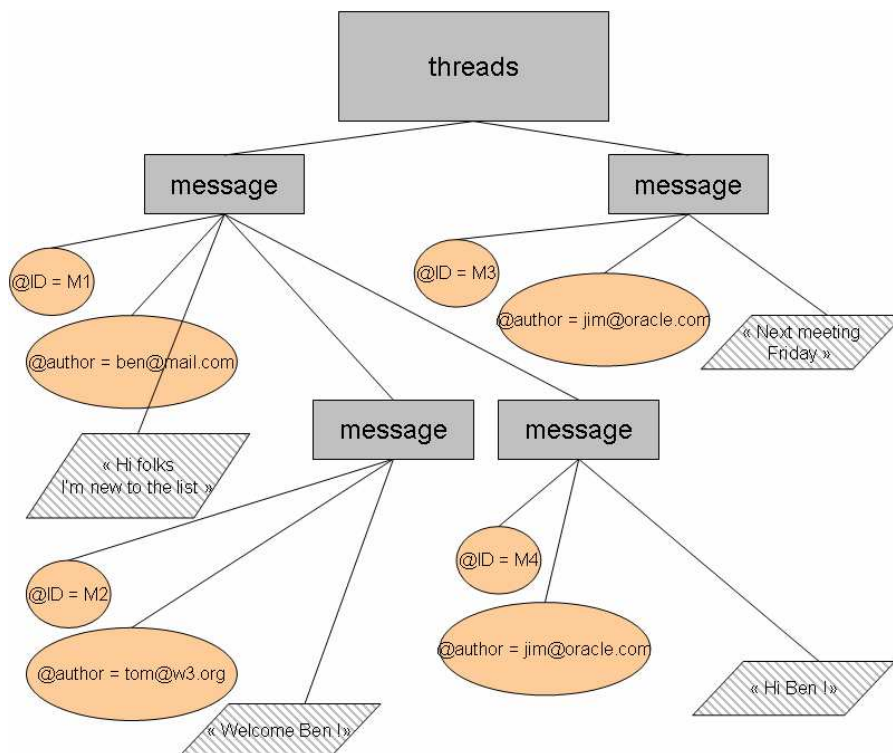 threads
message
message
@ID = M1
@ID = M3
@author = jim@oracle.com
« Next meeting
Friday »
@author = ben@mail.com
message
message
« Hi folks
I'm new to the list »
@ID = M4
@ID = M2
@author = jim@oracle.com
@author = tom@w3.org
« Hi Ben !»
« Welcome Ben !»